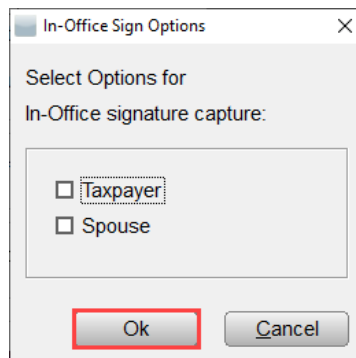 In-Office Sign Options
Select Options for
In-Office signature capture:
Taxpayer
Spouse
Ok
Cancel